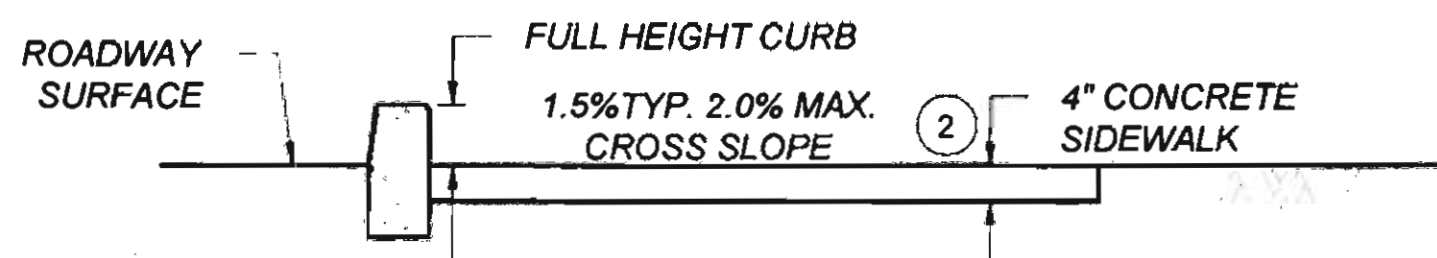 ROADWAY
SURFACE
FULL HEIGHT CURB
1.5%TYP. 2.0% MAX.
CROSS SLOPE
2
4" CONCRETE
SIDEWALK